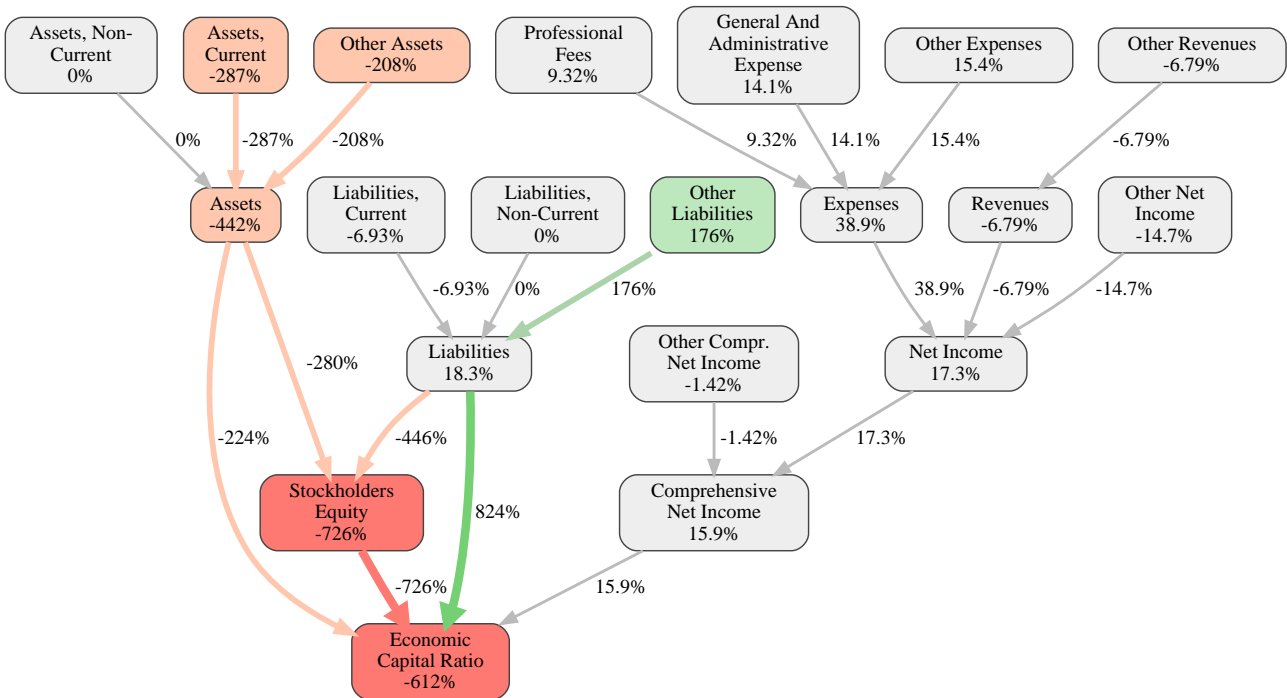 Assets, Non-
Current
0%
Assets,
Current
-287%
Other Assets
-208%
Professional
Fees
9.32%
General And
Administrative
Expense
14.1%
Other Expenses
15.4%
Other Revenues
-6.79%
0%
-287%
-208%
9.32%
14.1%
15.4%
-6.79%
Assets
-442%
Liabilities,
Current
-6.93%
Liabilities,
Non-Current
0%
Other
Liabilities
176%
Expenses
38.9%
Revenues
-6.79%
Other Net
Income
-14.7%
-6.93%
0%
176%
38.9%
-6.79%
-14.7%
Liabilities
18.3%
Other Compr.
Net Income
-1.42%
Net Income
17.3%
-280%
-224%
-446%
-1.42%
17.3%
Stockholders
Equity
-726%
824%
Comprehensive
Net Income
15.9%
-726%
15.9%
Economic
Capital Ratio
-612%